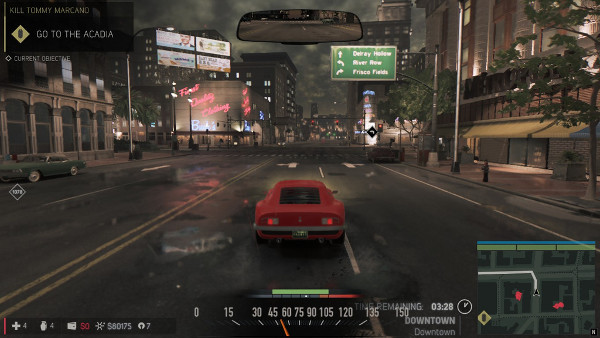 KILL TOMMY MARCANO
GO TO THE ACADIA
CURRENT OBJECTIVE
Delray Hollow
River Row
Frisco Fields
1070
TIME REMAINING: 03:28
0 15 30 45 60 75 90 105 120 135 150
DOWNTOWN
Downtown
4 4 50 $80175 7
N